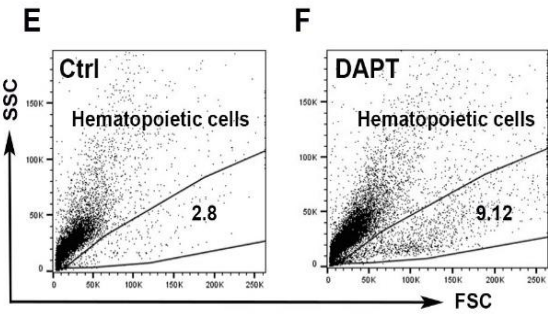 E
F
Ctrl
DAPT
SSC
Hematopoietic cells
Hematopoietic cells
150K
100K
50K
0
150K
100K
50K
0
2.8
9.12
0 50K 100K 150K 200K 250K
0 50K 100K 150K 200K 250K
FSC